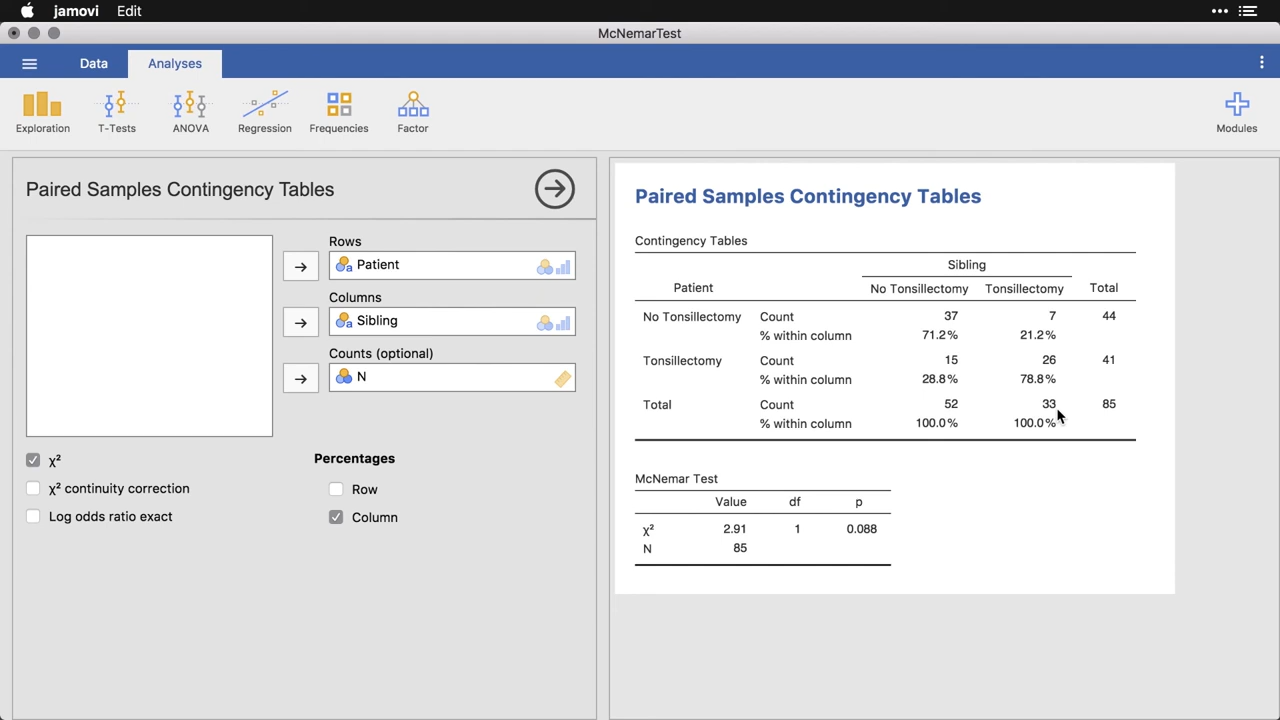 jamovi Edit
McNemarTest
Data Analyses
Exploration T-Tests ANOVA Regression Frequencies Factor Modules
Paired Samples Contingency Tables
Rows
a Patient
Columns
a Sibling
Counts (optional)
N
χ²
χ² continuity correction
Log odds ratio exact
Percentages
Row
Column
Paired Samples Contingency Tables
Contingency Tables
Sibling
Patient No Tonsillectomy Tonsillectomy Total
No Tonsillectomy Count 37 7 44
% within column 71.2% 21.2%
Tonsillectomy Count 15 26 41
% within column 28.8% 78.8%
Total Count 52 33 85
% within column 100.0% 100.0%
McNemar Test
Value df p
χ² 2.91 1 0.088
N 85